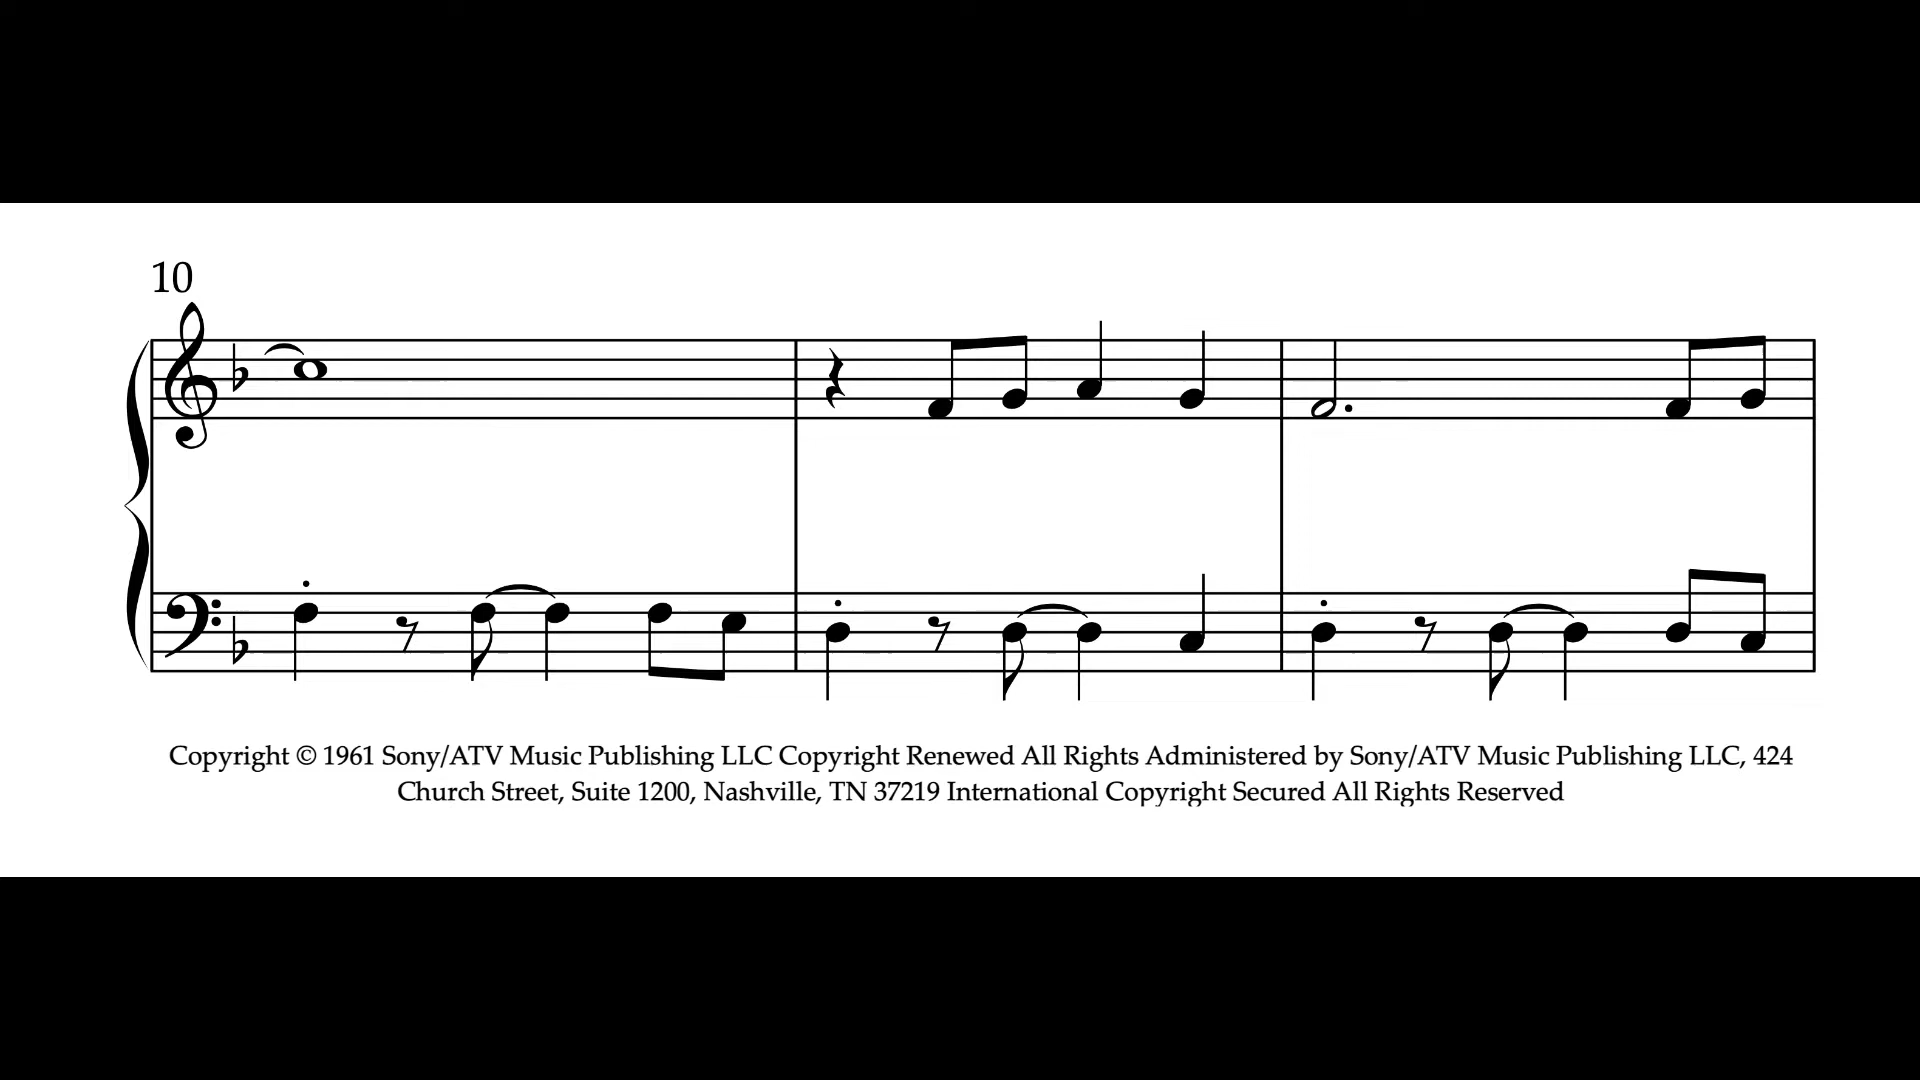 10
Copyright © 1961 Sony/ATV Music Publishing LLC Copyright Renewed All Rights Administered by Sony/ATV Music Publishing LLC, 424
Church Street, Suite 1200, Nashville, TN 37219 International Copyright Secured All Rights Reserved